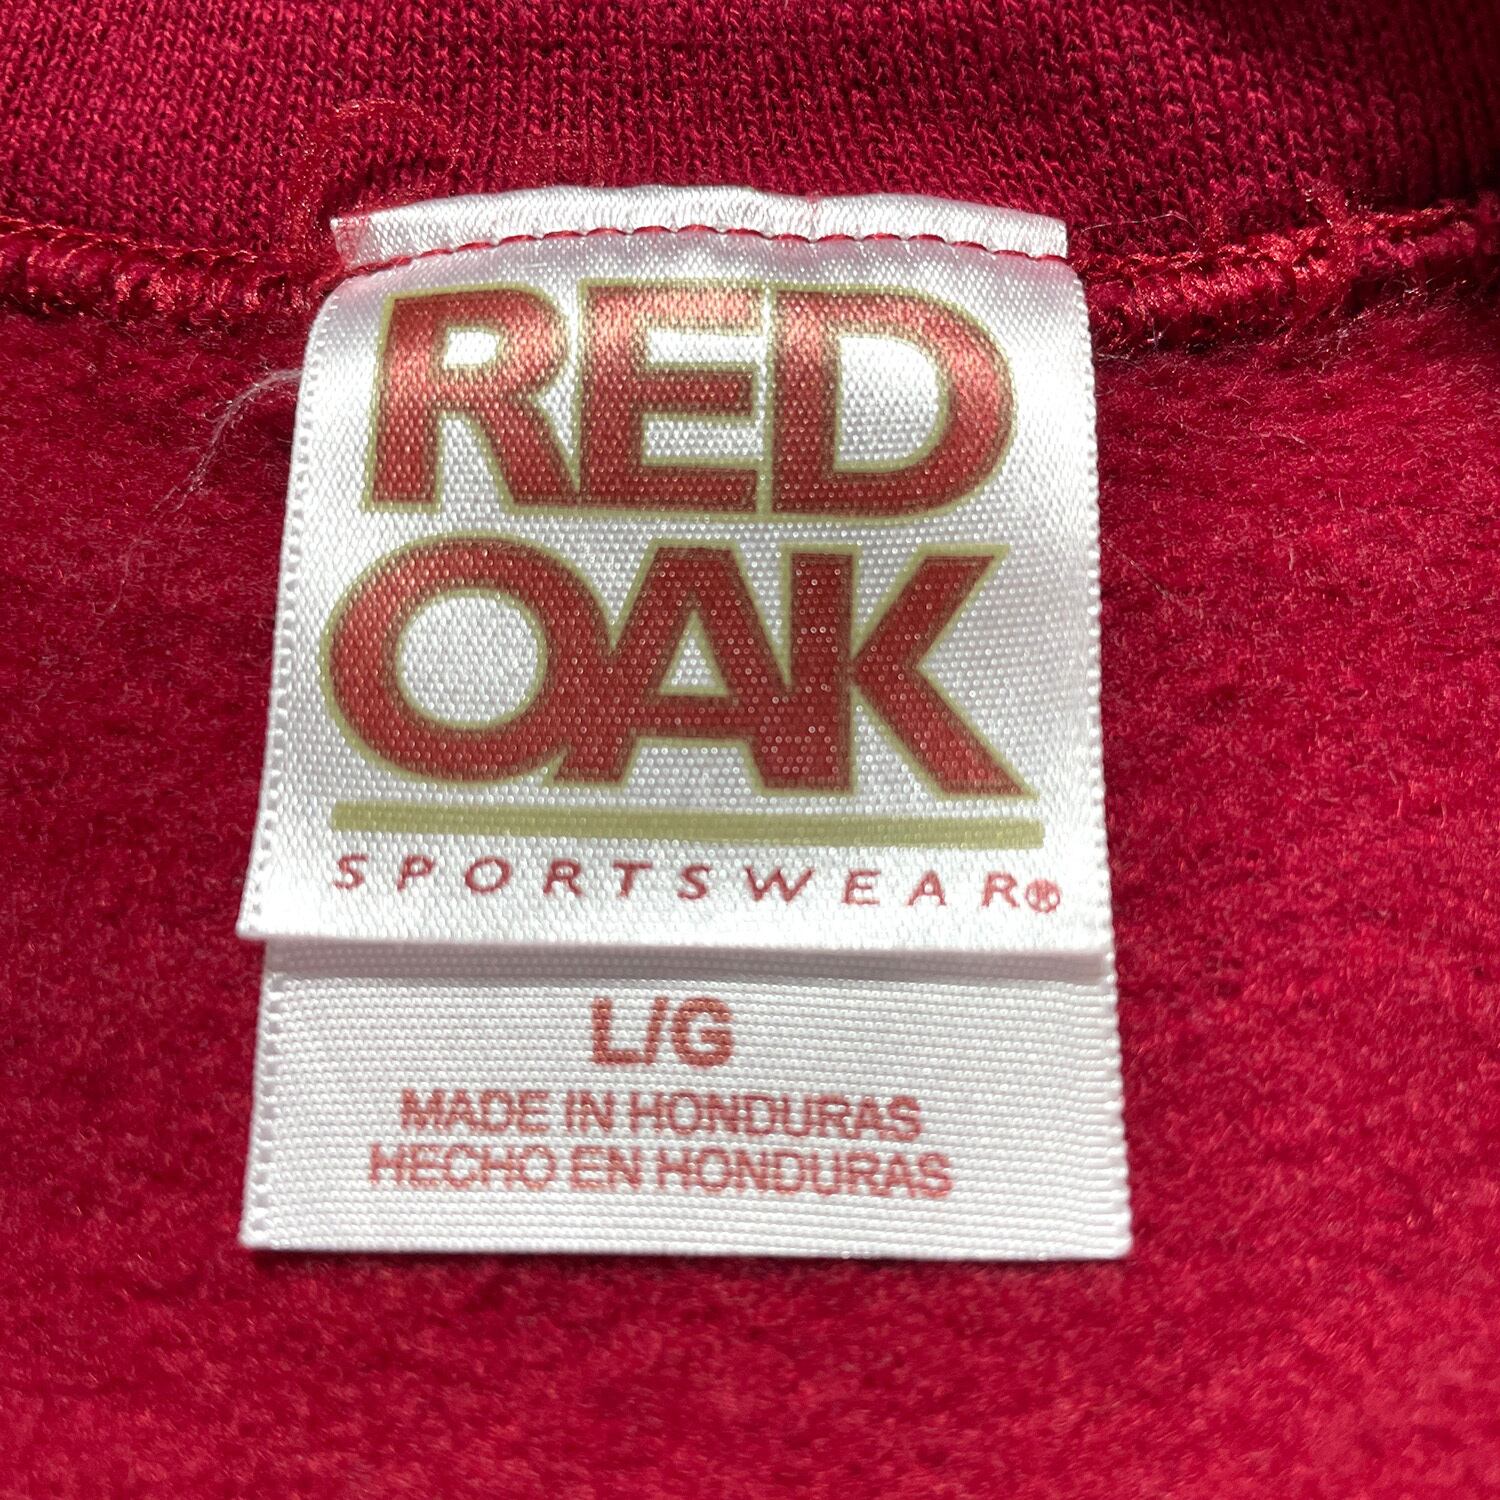 RED
OAK
SPORTSWEAR®
L/G
MADE IN HONDURAS
HECHO EN HONDURAS